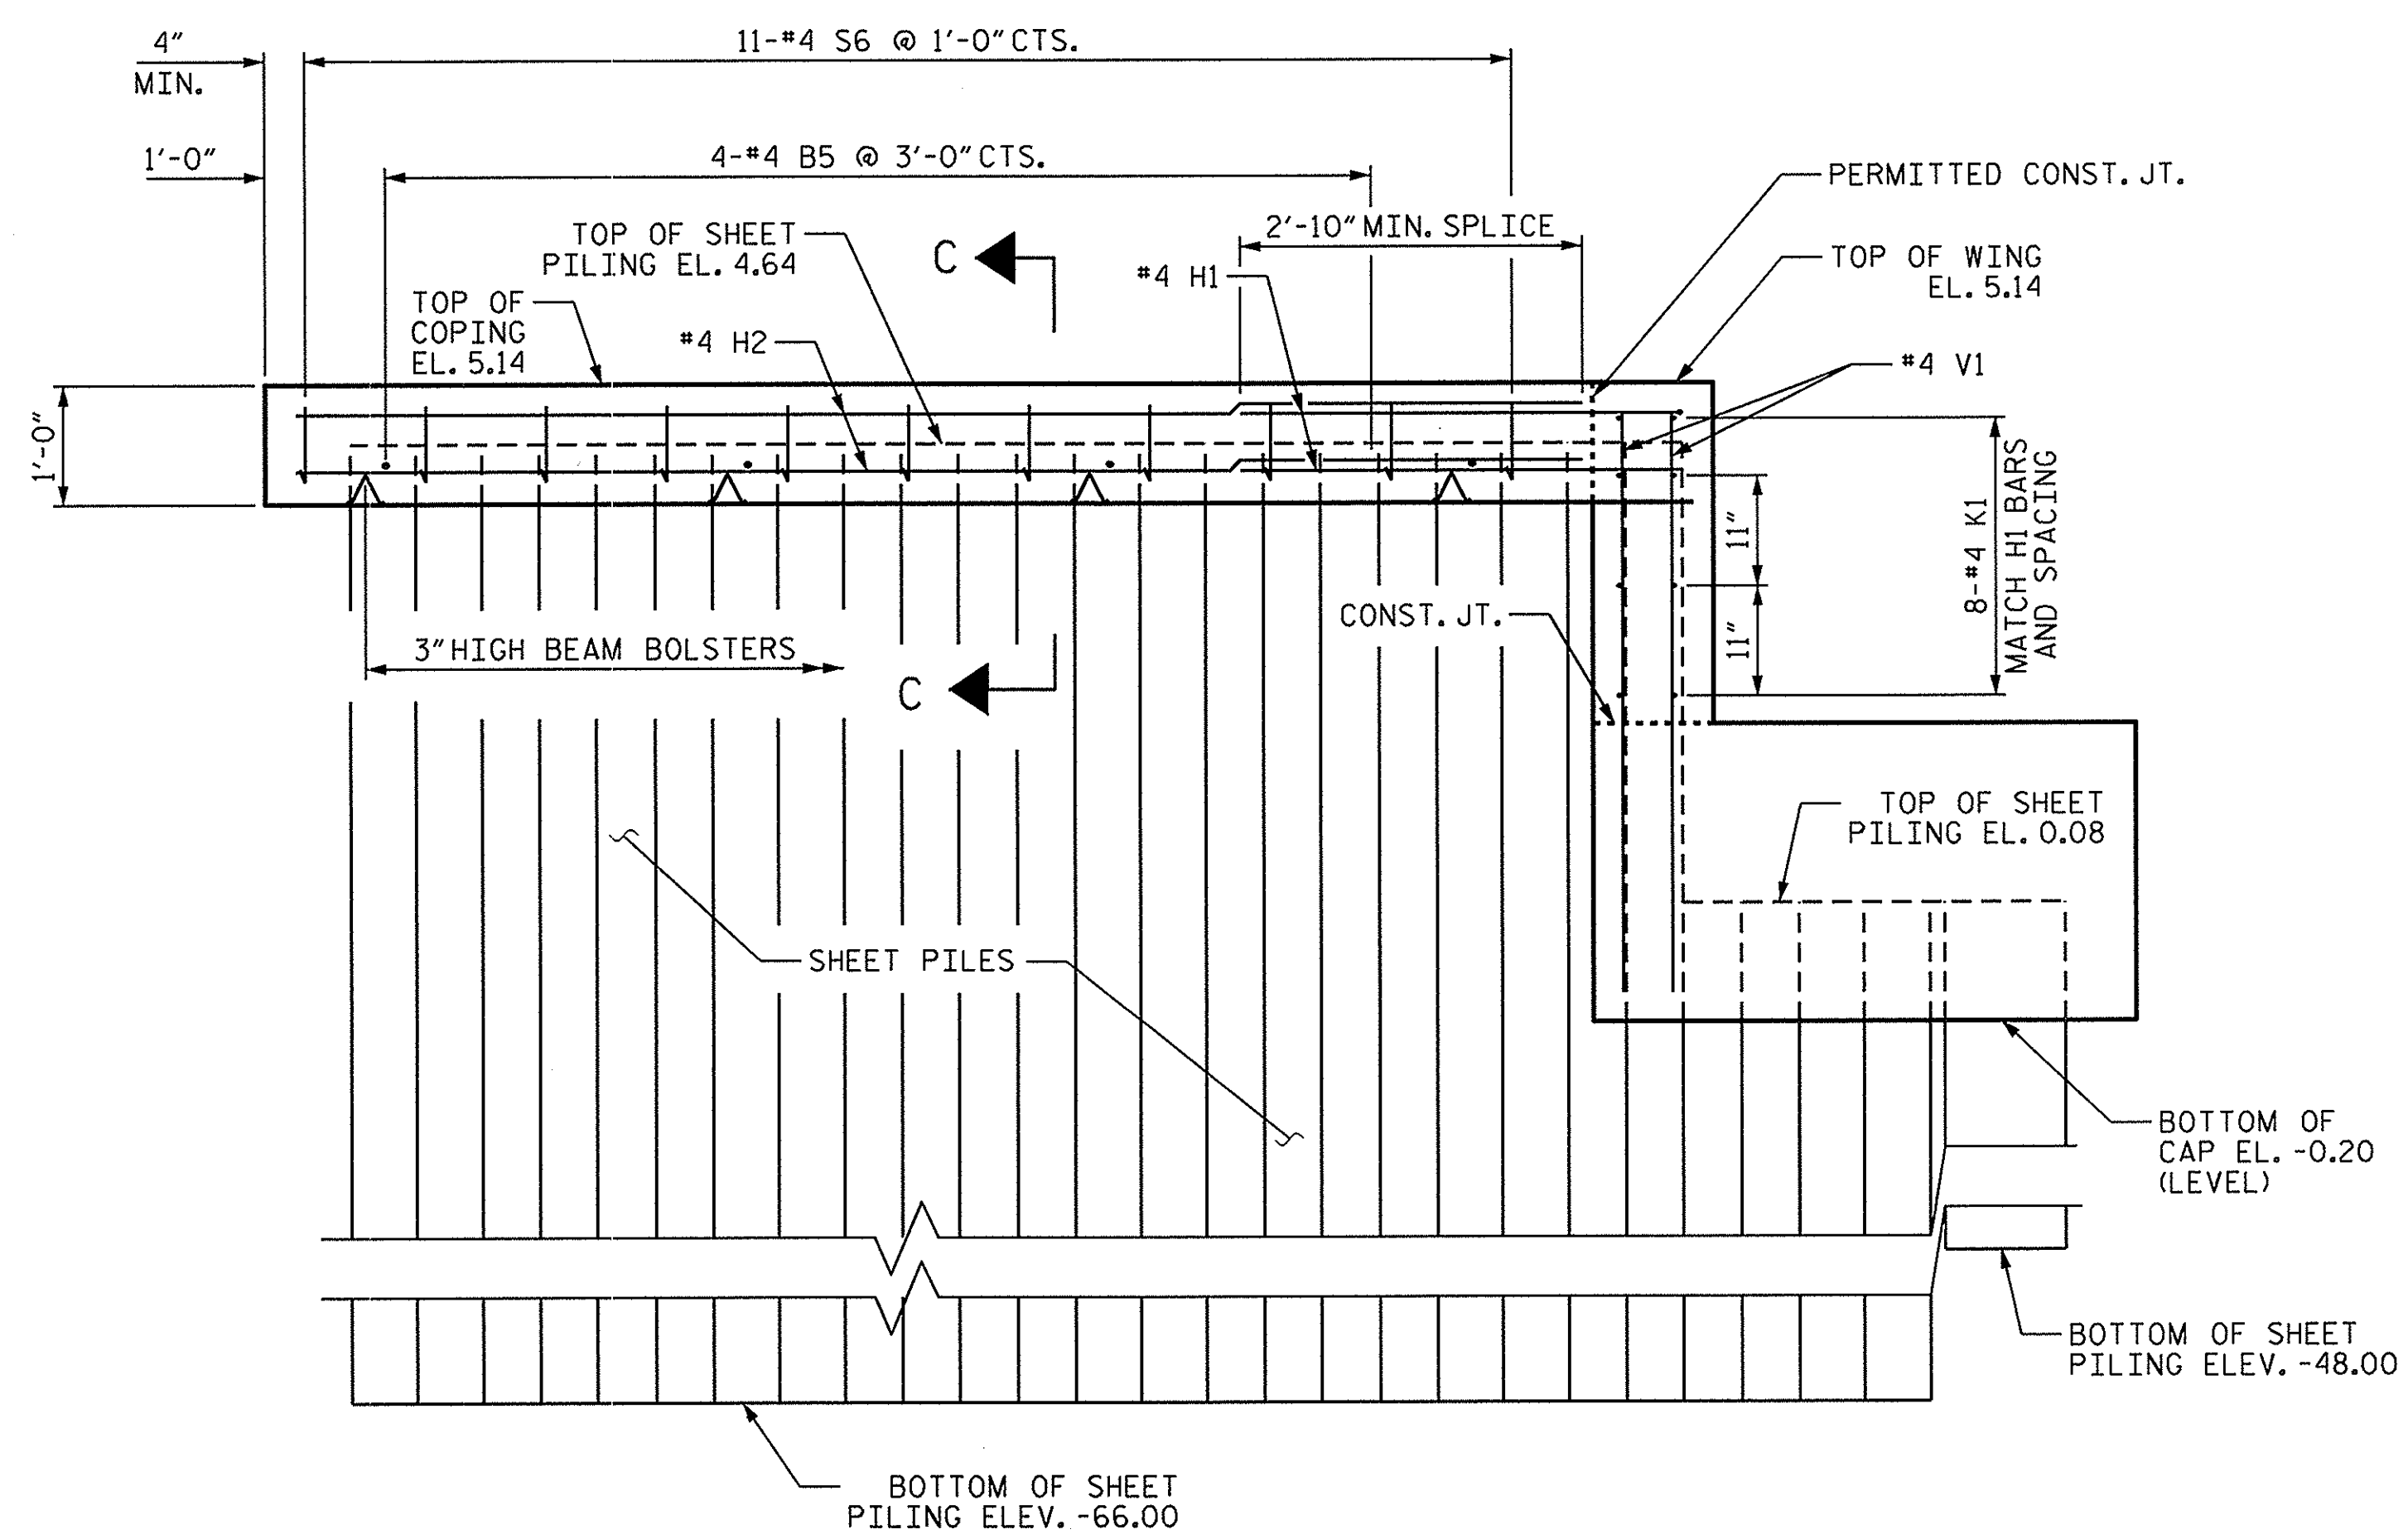 4"
MIN.
11-#4 S6 @ 1'-0" CTS.
1'-0"
4-#4 B5 @ 3'-0" CTS.
PERMITTED CONST. JT.
2'-10" MIN. SPLICE
TOP OF SHEET
PILING EL. 4.64
C
#4 H1
TOP OF WING
EL. 5.14
TOP OF
COPING
EL. 5.14
#4 H2
#4 V1
1'-0"
11"
11"
8-#4 K1
MATCH H1 BARS
AND SPACING
CONST. JT.
3" HIGH BEAM BOLSTERS
C
TOP OF SHEET
PILING EL. 0.08
SHEET PILES
BOTTOM OF
CAP EL. -0.20
(LEVEL)
BOTTOM OF SHEET
PILING ELEV. -48.00
BOTTOM OF SHEET
PILING ELEV. -66.00